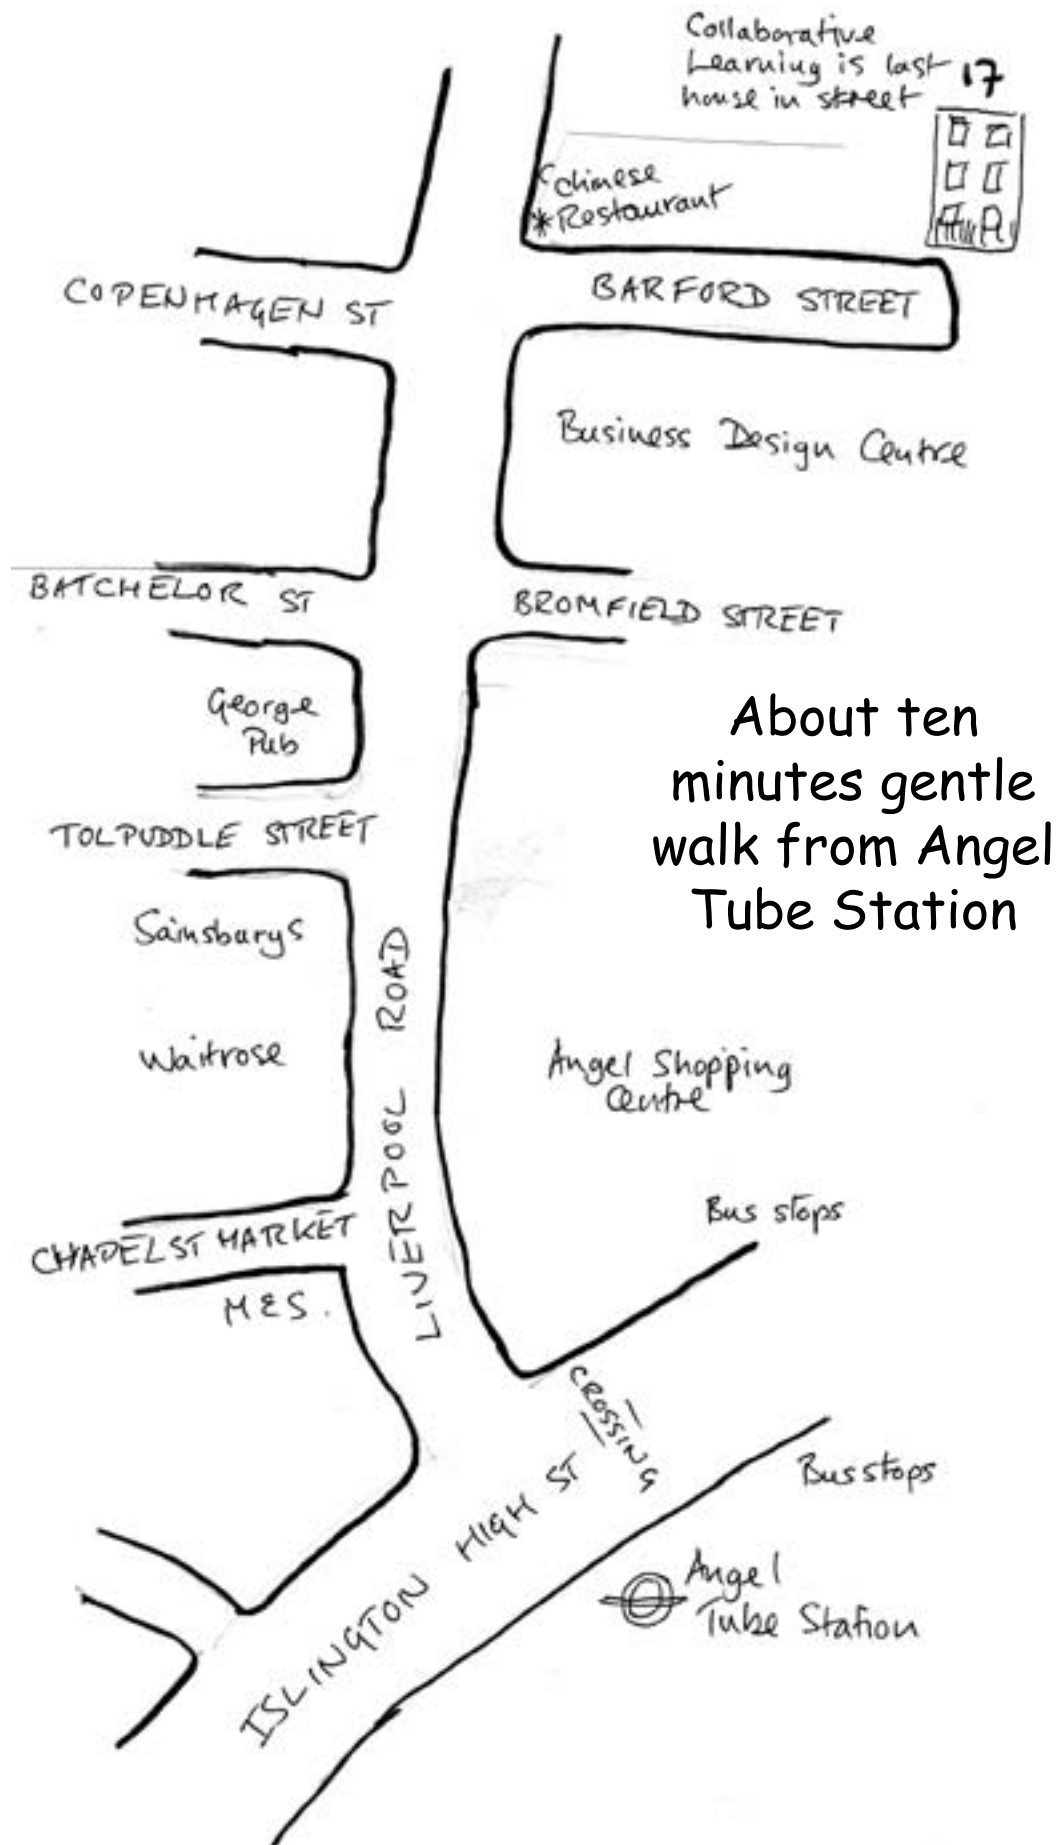 Collaborative
Learning is last
house in street
17
Chinese
*Restaurant
COPENHAGEN ST
BARFORD STREET
Business Design Centre
BATCHELOR ST
BROMFIELD STREET
George
Pub
About ten
minutes gentle
walk from Angel
Tube Station
TOLPUDDLE STREET
Sainsburys
Waitrose
LIVERPOOL ROAD
Angel Shopping
Centre
Bus stops
CHAPEL ST MARKET
M&S.
CROSSING
Bus stops
ISLINGTON HIGH ST
Angel
Tube Station